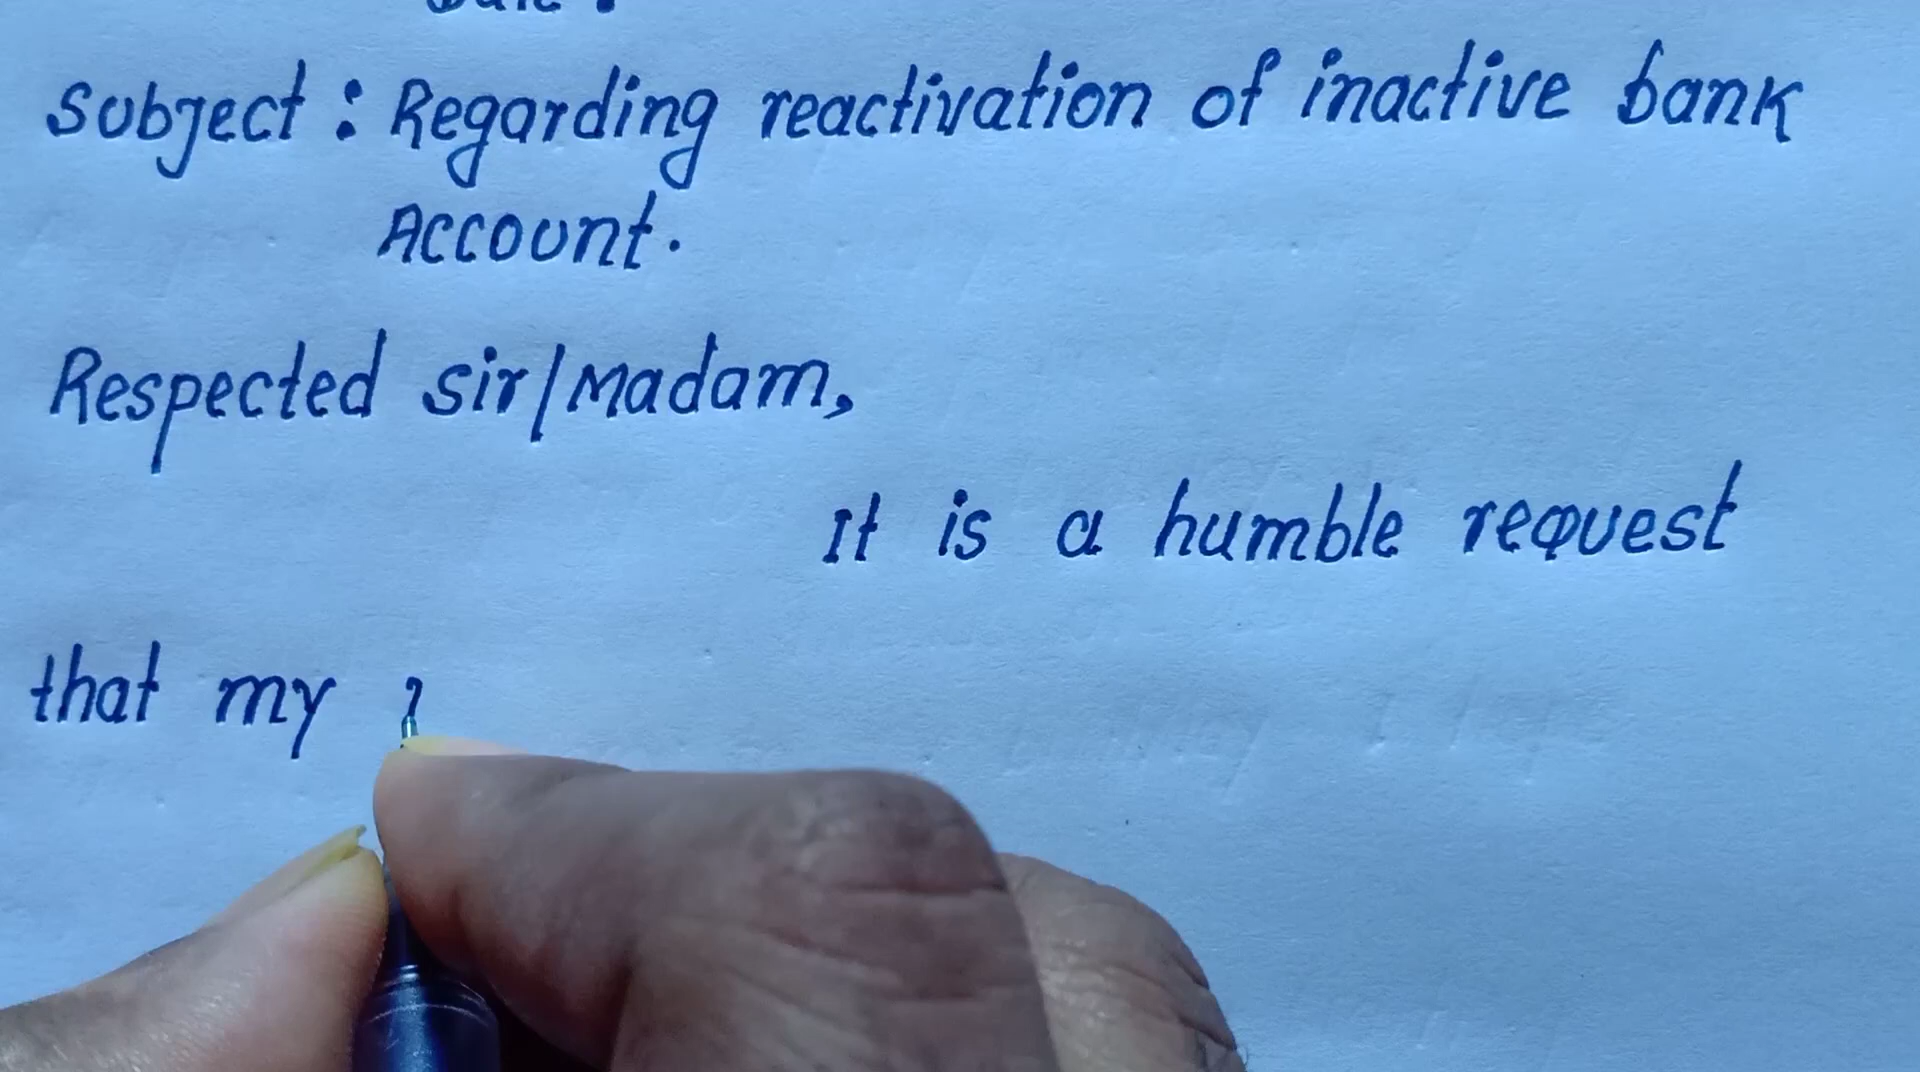 Subject : Regarding reactivation of inactive bank
Account.
Respected sir/Madam,
It is a humble request
that my